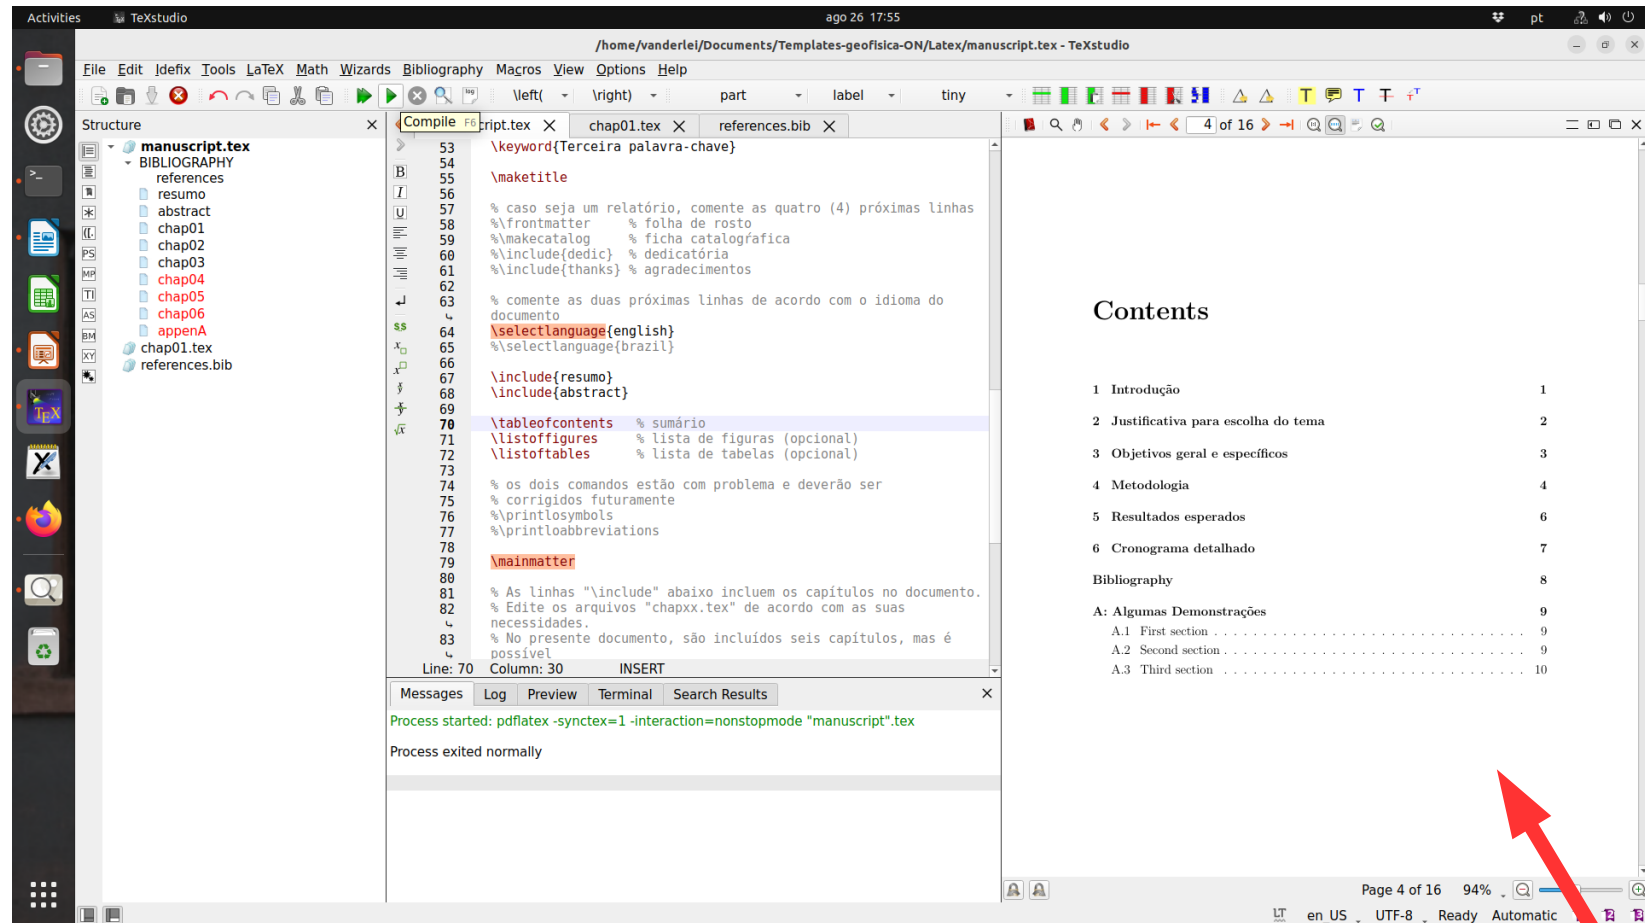 Activities TeXstudio ago 26 17:55 pt
/home/vanderlei/Documents/Templates-geofisica-ON/Latex/manuscript.tex - TeXstudio
File Edit Idefix Tools LaTeX Math Wizards Bibliography Macros View Options Help
\left( \right) part label tiny
Structure
manuscript.tex
BIBLIOGRAPHY
references
resumo
abstract
chap01
chap02
chap03
chap04
chap05
chap06
appenA
chap01.tex
references.bib
Compile F6
cript.tex chap01.tex references.bib
53 \keyword{Terceira palavra-chave}
54
55 \maketitle
56
57 % caso seja um relatório, comente as quatro (4) próximas linhas
58 %\frontmatter % folha de rosto
59 %\makecatalog % ficha catalogŕafica
60 %\include{dedic} % dedicatória
61 %\include{thanks} % agradecimentos
62
63 % comente as duas próximas linhas de acordo com o idioma do
documento
64 \selectlanguage{english}
65 %\selectlanguage{brazil}
66
67 \include{resumo}
68 \include{abstract}
69
70 \tableofcontents % sumário
71 \listoffigures % lista de figuras (opcional)
72 \listoftables % lista de tabelas (opcional)
73
74 % os dois comandos estão com problema e deverão ser
75 % corrigidos futuramente
76 %\printlosymbols
77 %\printloabbreviations
78
79 \mainmatter
80
81 % As linhas "\include" abaixo incluem os capítulos no documento.
82 % Edite os arquivos "chapxx.tex" de acordo com as suas
necessidades.
83 % No presente documento, são incluídos seis capítulos, mas é
possível
Line: 70 Column: 30 INSERT
Messages Log Preview Terminal Search Results
Process started: pdflatex -synctex=1 -interaction=nonstopmode "manuscript".tex
Process exited normally
4 of 16
Contents
1 Introdução 1
2 Justificativa para escolha do tema 2
3 Objetivos geral e específicos 3
4 Metodologia 4
5 Resultados esperados 6
6 Cronograma detalhado 7
Bibliography 8
A: Algumas Demonstrações 9
A.1 First section . . . . . . . . . . . . . . . . . . . . . . . . . . . . . . . . 9
A.2 Second section . . . . . . . . . . . . . . . . . . . . . . . . . . . . . . . 9
A.3 Third section . . . . . . . . . . . . . . . . . . . . . . . . . . . . . . . 10
Page 4 of 16 94%
LT en_US UTF-8 Ready Automatic